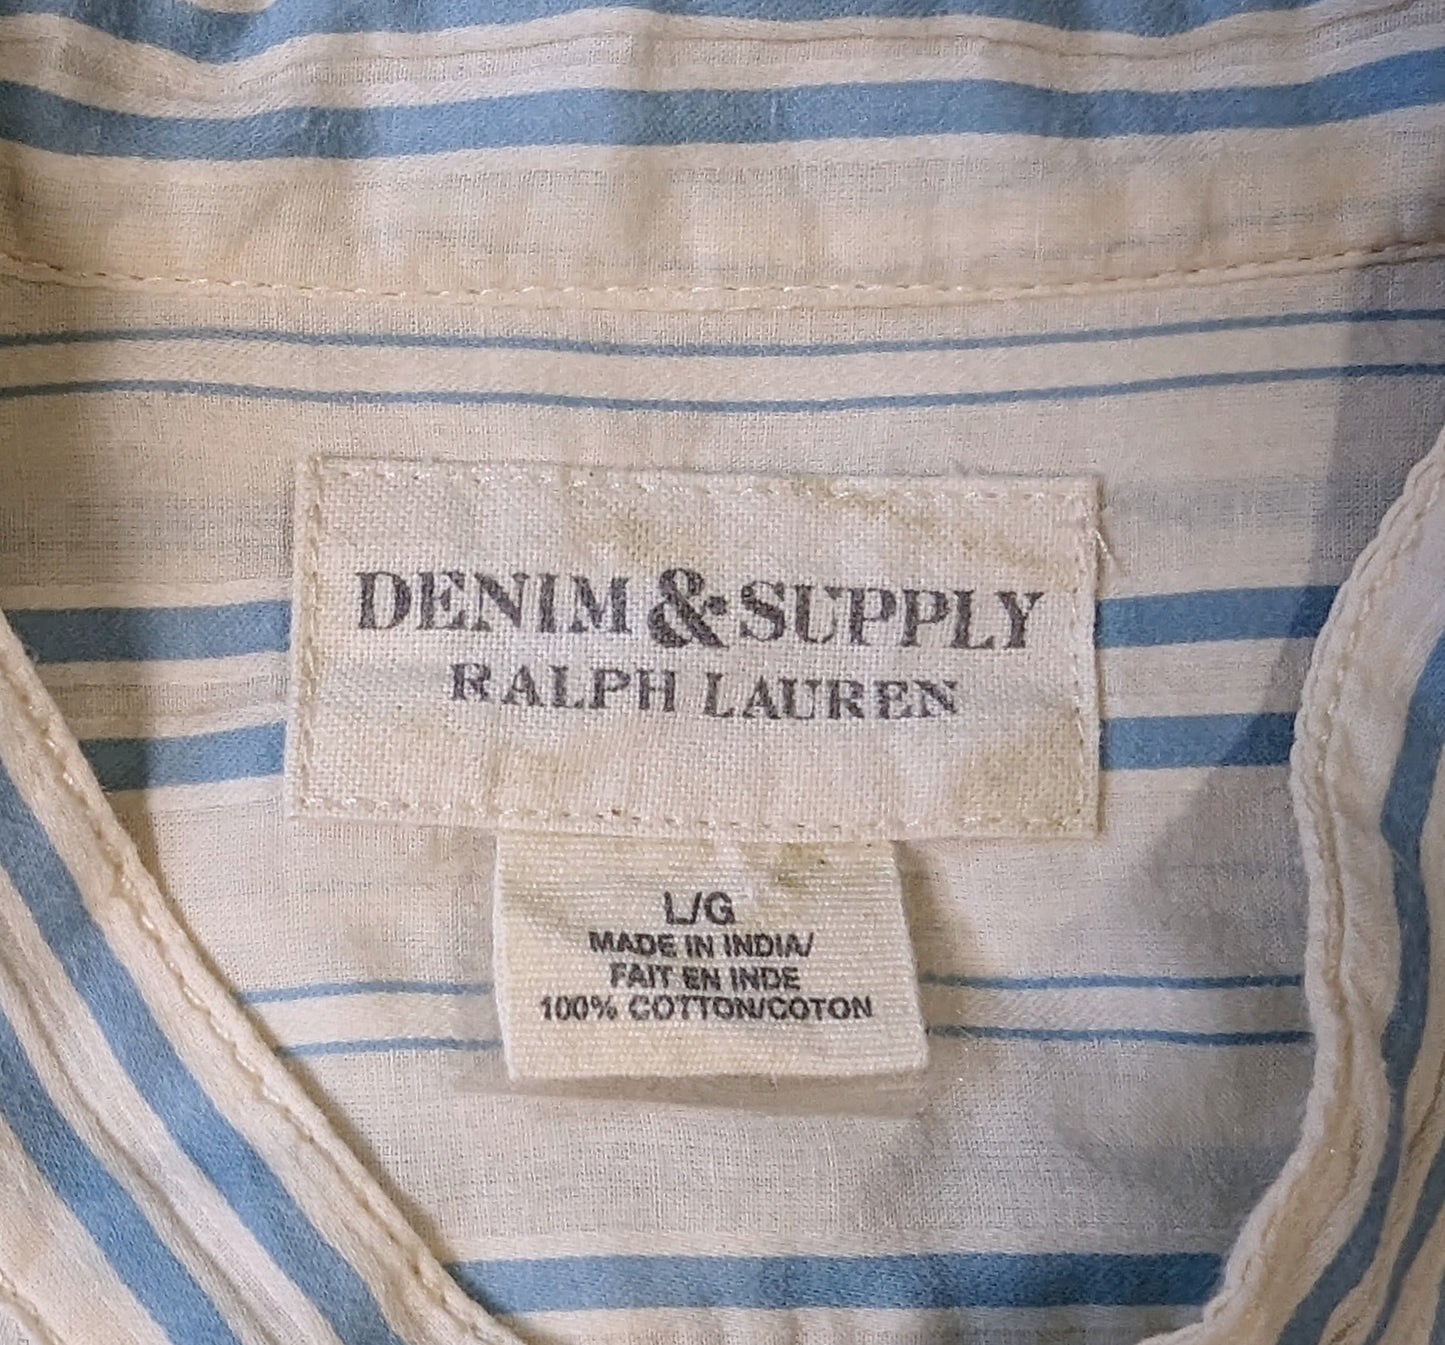 DENIM & SUPPLY
RALPH LAUREN
L/G
MADE IN INDIA/
FAIT EN INDE
100% COTTON/COTON